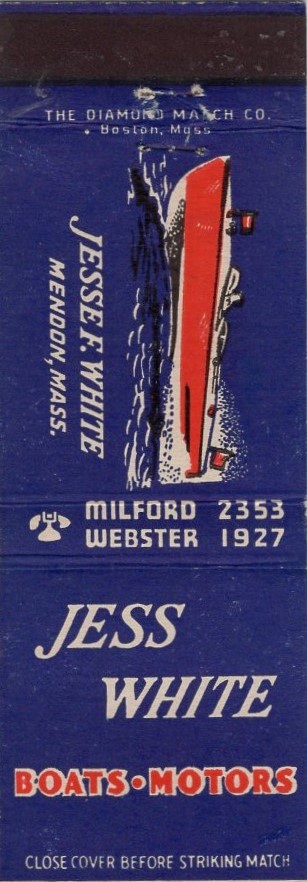 THE DIAMOND MATCH CO.
• Boston, Mass
JESSE F. WHITE
MENDON, MASS.
MILFORD 2353
WEBSTER 1927
JESS
WHITE
BOATS•MOTORS
CLOSE COVER BEFORE STRIKING MATCH